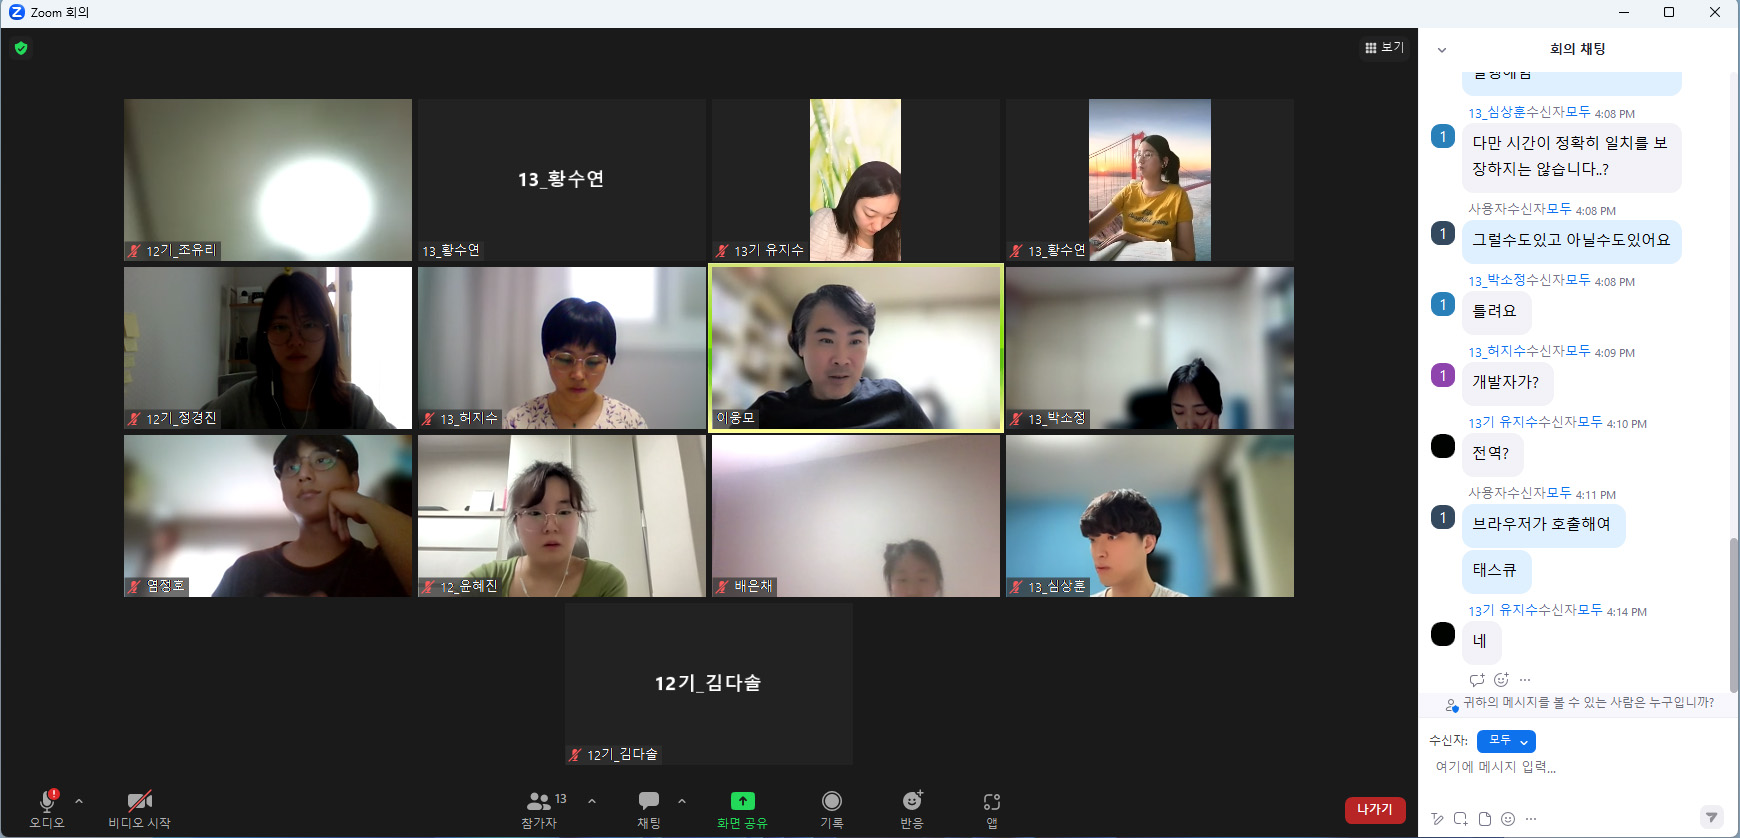 Zoom 회의
보기
13_황수연
12기_조유리
13_황수연
13기 유지수
13_황수연
12기_정경진
13_허지수
이웅모
13_박소정
염정호
12_윤혜진
배은채
13_심상훈
12기_김다솔
12기_김다솔
오디오
비디오 시작
13
참가자
채팅
화면 공유
기록
반응
앱
나가기
회의 채팅
13_심상훈수신자모두 4:08 PM
1
다만 시간이 정확히 일치를 보
장하지는 않습니다..?
사용자수신자모두 4:08 PM
1
그럴수도있고 아닐수도있어요
13_박소정수신자모두 4:08 PM
1
틀려요
13_허지수수신자모두 4:09 PM
1
개발자가?
13기 유지수수신자모두 4:10 PM
전역?
사용자수신자모두 4:11 PM
1
브라우저가 호출해여
태스큐
13기 유지수수신자모두 4:14 PM
네
귀하의 메시지를 볼 수 있는 사람은 누구입니까?
수신자:
모두
여기에 메시지 입력...